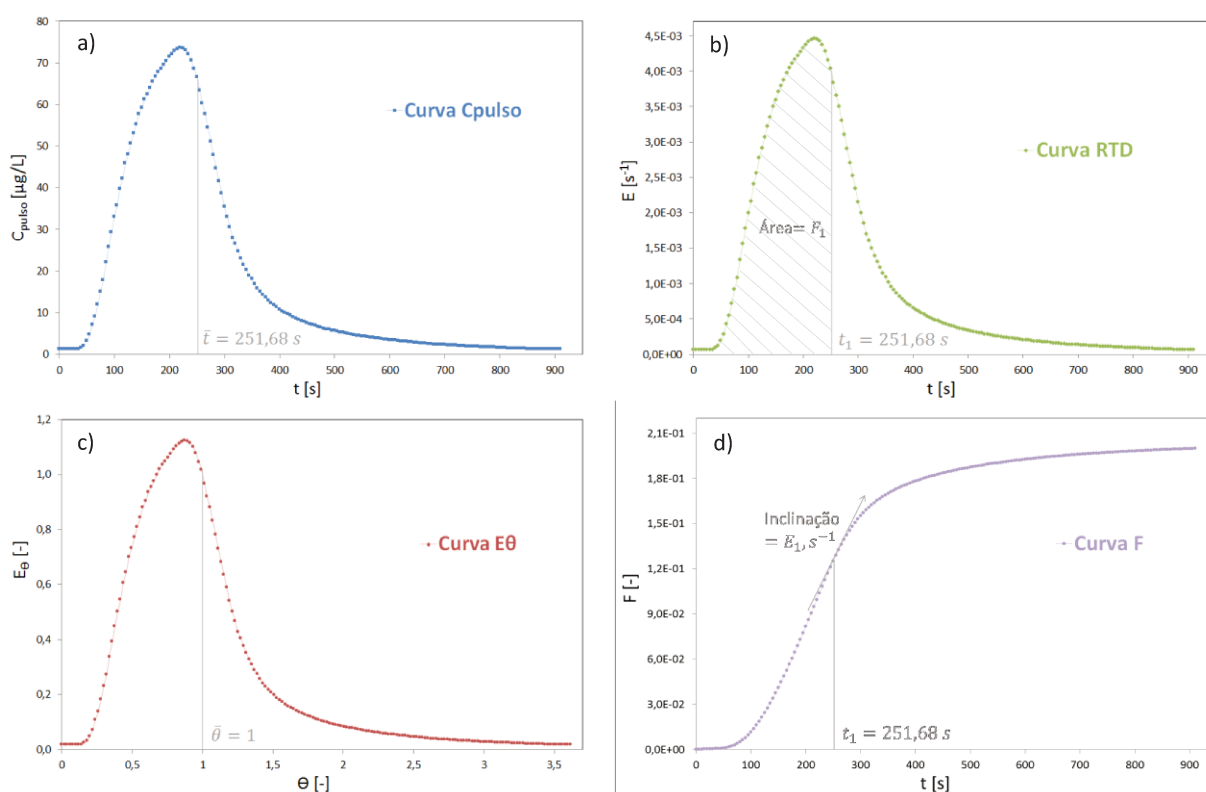 a)
80
70
60
50
40
30
20
10
0
C_pulso [µg/L]
Curva Cpulso
t̄ = 251,68 s
0 100 200 300 400 500 600 700 800 900
t [s]
b)
4,5E-03
4,0E-03
3,5E-03
3,0E-03
2,5E-03
2,0E-03
1,5E-03
1,0E-03
5,0E-04
0,0E+00
E [s⁻¹]
Curva RTD
Área= F₁
t₁ = 251,68 s
0 100 200 300 400 500 600 700 800 900
t [s]
c)
1,2
1,0
0,8
0,6
0,4
0,2
0,0
E_θ [-]
Curva Eθ
θ̄ = 1
0 0,5 1 1,5 2 2,5 3 3,5
Θ [-]
d)
2,1E-01
1,8E-01
1,5E-01
1,2E-01
9,0E-02
6,0E-02
3,0E-02
0,0E+00
F [-]
Inclinação
= E₁, s⁻¹
Curva F
t₁ = 251,68 s
0 100 200 300 400 500 600 700 800 900
t [s]